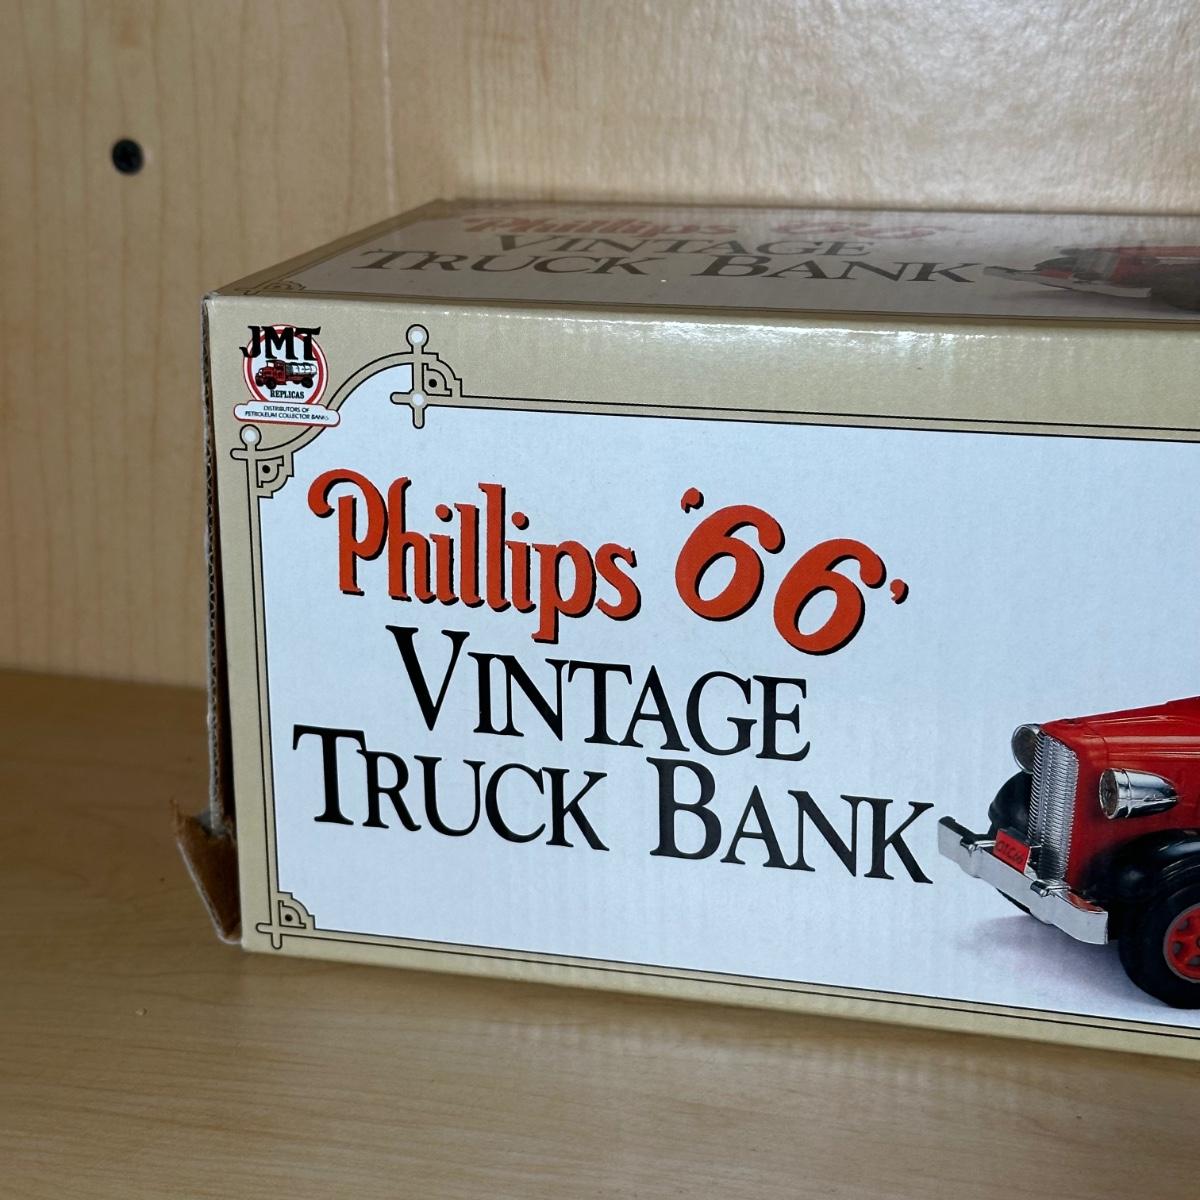 Phillips '66'
VINTAGE
TRUCK BANK
JMT
REPLICAS
DISTRIBUTORS OF
PETROLEUM COLLECTOR BANKS
Phillips '66'
VINTAGE
TRUCK BANK